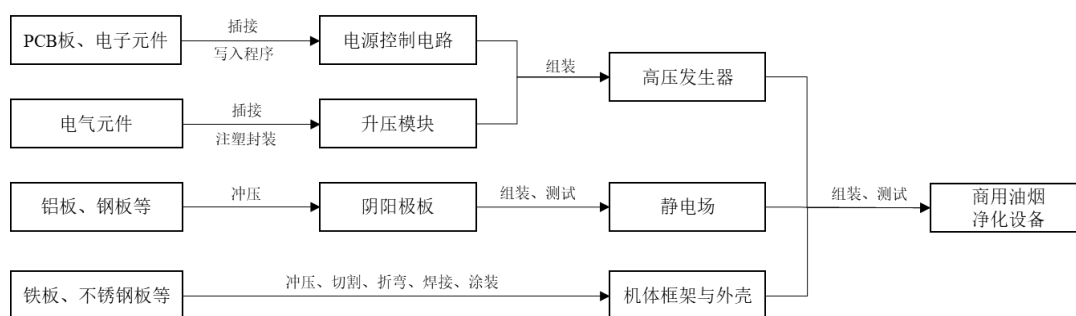 PCB板、电子元件
插接
写入程序
电源控制电路
组装
高压发生器
电气元件
插接
注塑封装
升压模块
铝板、钢板等
冲压
阴阳极板
组装、测试
静电场
组装、测试
商用油烟
净化设备
铁板、不锈钢板等
冲压、切割、折弯、焊接、涂装
机体框架与外壳